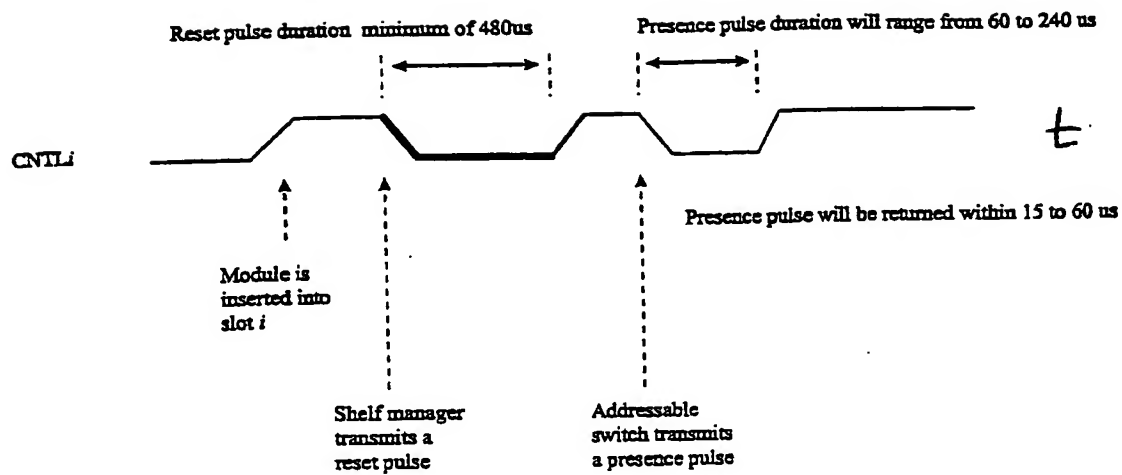 Reset pulse duration minimum of 480us
Presence pulse duration will range from 60 to 240 us
CNTLi
t
Presence pulse will be returned within 15 to 60 us
Module is
inserted into
slot i
Shelf manager
transmits a
reset pulse
Addressable
switch transmits
a presence pulse